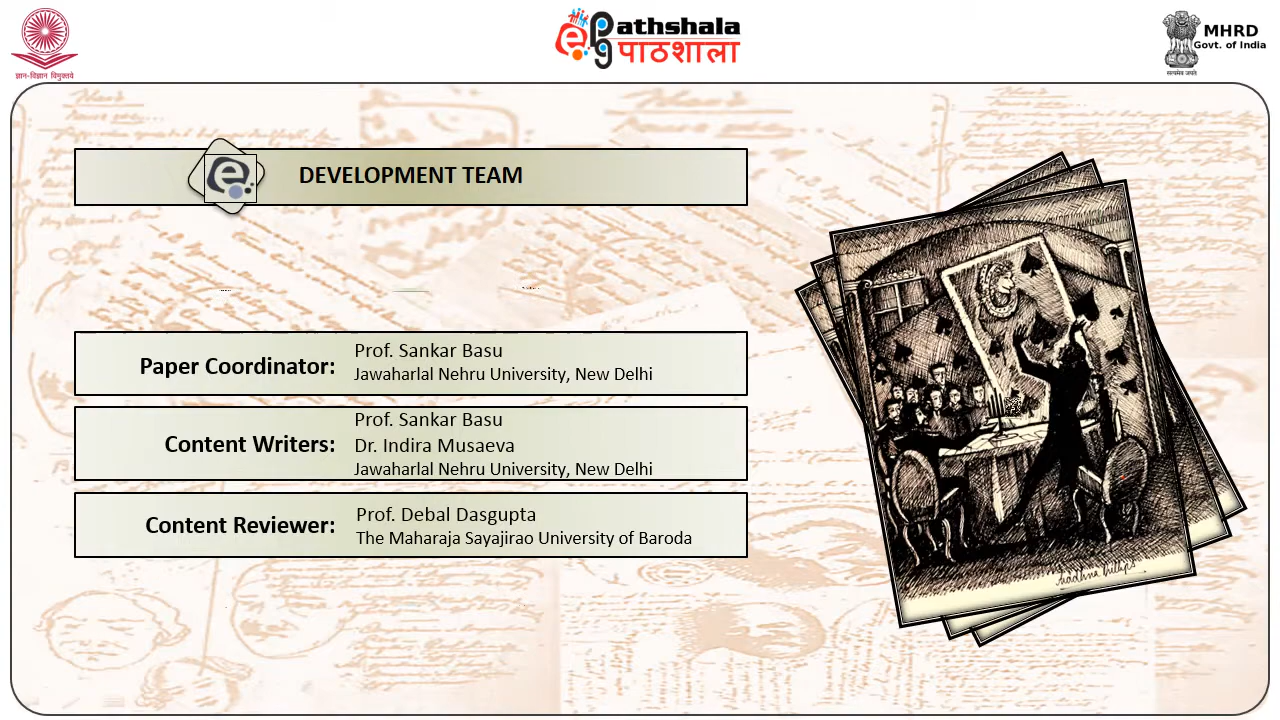 ज्ञान-विज्ञान विमुक्तये
ePG Pathshala
पाठशाला
MHRD
Govt. of India
सत्यमेव जयते
DEVELOPMENT TEAM
Paper Coordinator:
Prof. Sankar Basu
Jawaharlal Nehru University, New Delhi
Content Writers:
Prof. Sankar Basu
Dr. Indira Musaeva
Jawaharlal Nehru University, New Delhi
Content Reviewer:
Prof. Debal Dasgupta
The Maharaja Sayajirao University of Baroda